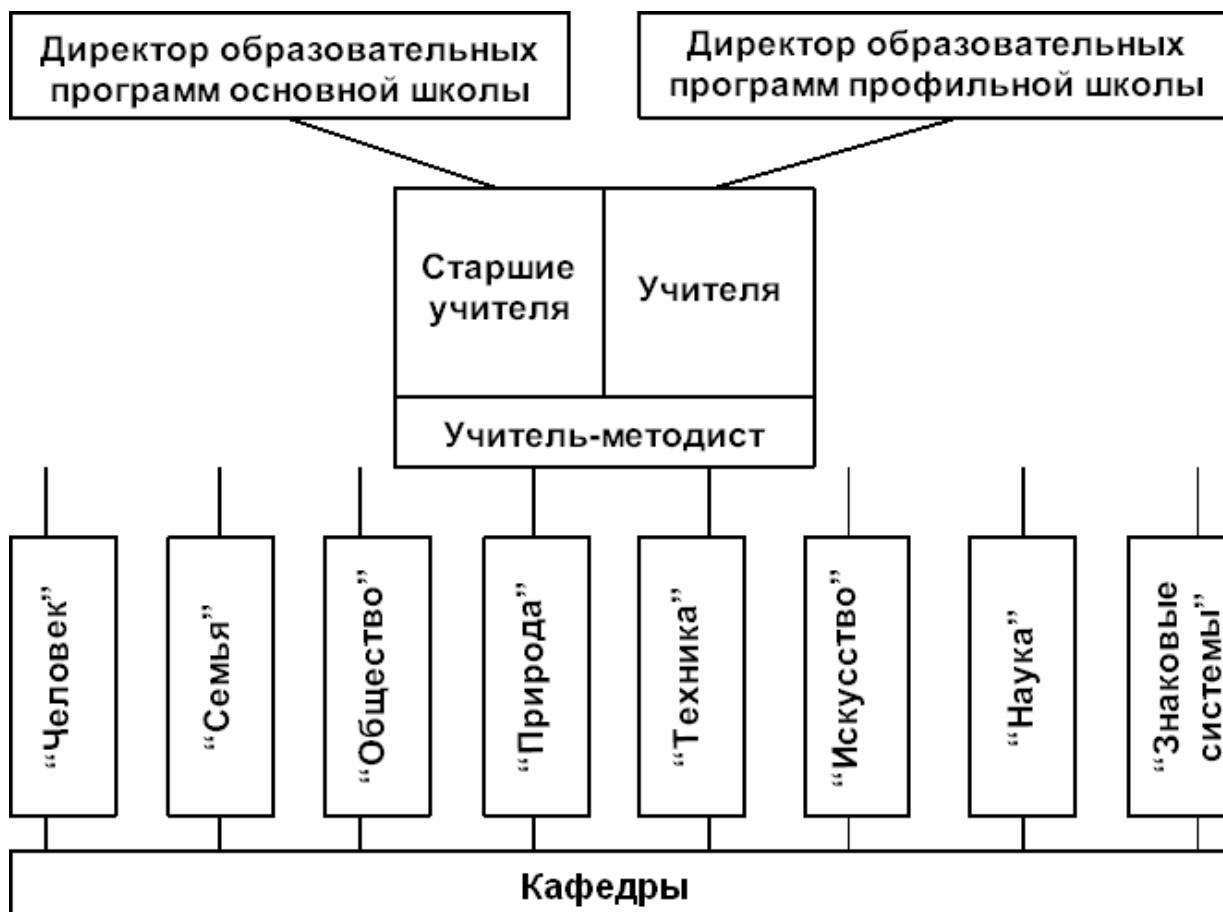 Директор образовательных
программ основной школы
Директор образовательных
программ профильной школы
Старшие
учителя
Учителя
Учитель-методист
“Человек”
“Семья”
“Общество”
“Природа”
“Техника”
“Искусство”
“Наука”
“Знаковые
системы”
Кафедры